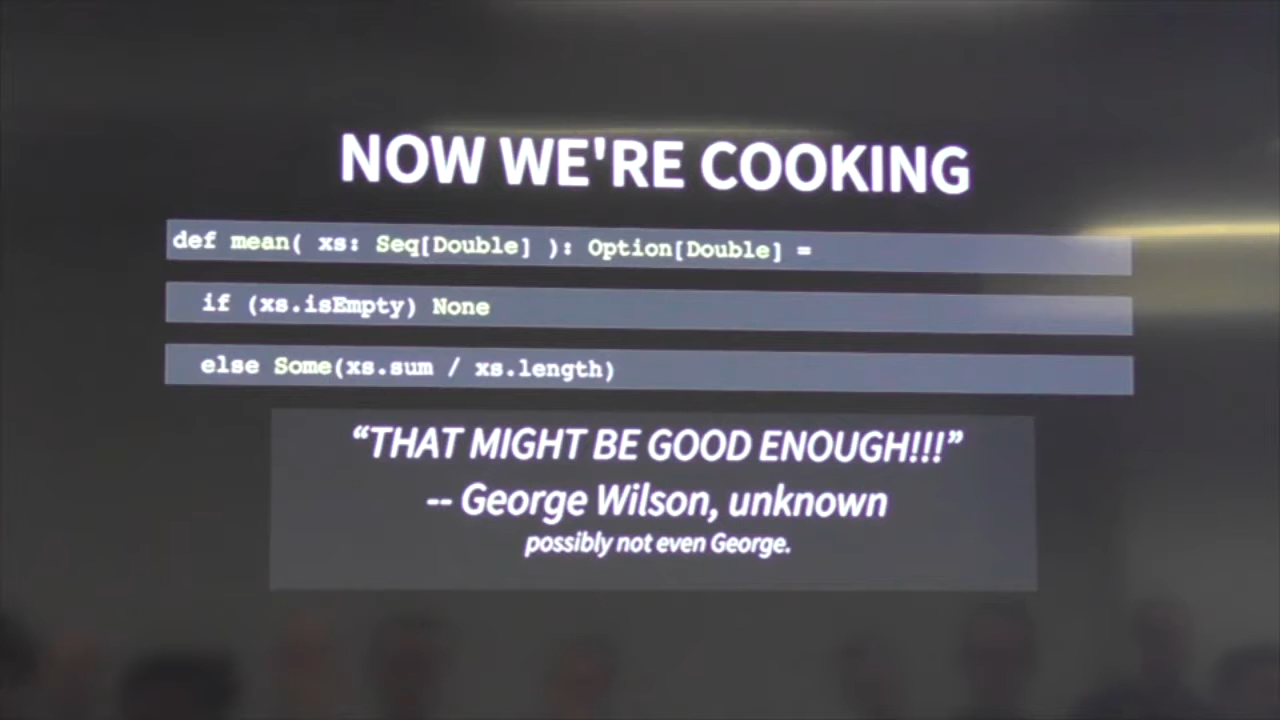 NOW WE'RE COOKING
def mean( xs: Seq[Double] ): Option[Double] =
if (xs.isEmpty) None
else Some(xs.sum / xs.length)
“THAT MIGHT BE GOOD ENOUGH!!!”
-- George Wilson, unknown
possibly not even George.